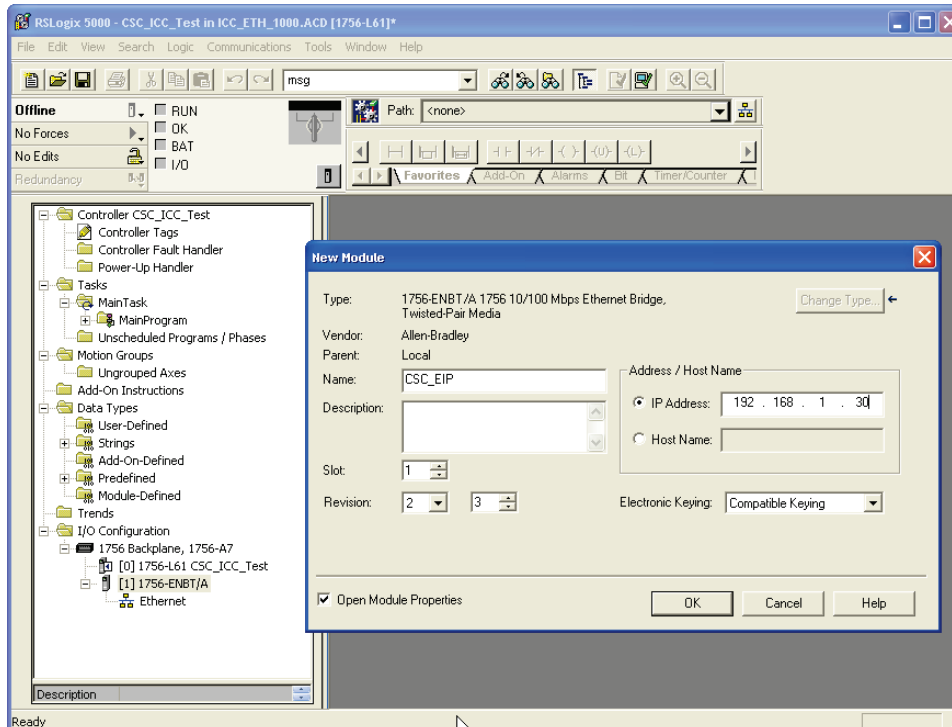 RSLogix 5000 - CSC_ICC_Test in ICC_ETH_1000.ACD [1756-L61]*
File Edit View Search Logic Communications Tools Window Help
msg
Offline
RUN
No Forces
OK
No Edits
BAT
Redundancy
I/O
Path: <none>
Favorites Add-On Alarms Bit Timer/Counter
Controller CSC_ICC_Test
Controller Tags
Controller Fault Handler
Power-Up Handler
Tasks
MainTask
MainProgram
Unscheduled Programs / Phases
Motion Groups
Ungrouped Axes
Add-On Instructions
Data Types
User-Defined
Strings
Add-On-Defined
Predefined
Module-Defined
Trends
I/O Configuration
1756 Backplane, 1756-A7
[0] 1756-L61 CSC_ICC_Test
[1] 1756-ENBT/A
Ethernet
Description
New Module
Type: 1756-ENBT/A 1756 10/100 Mbps Ethernet Bridge,
Twisted-Pair Media
Change Type...
Vendor: Allen-Bradley
Parent: Local
Name: CSC_EIP
Description:
Address / Host Name
IP Address: 192 . 168 . 1 . 30
Host Name:
Slot: 1
Revision: 2 3
Electronic Keying: Compatible Keying
Open Module Properties
OK Cancel Help
Ready